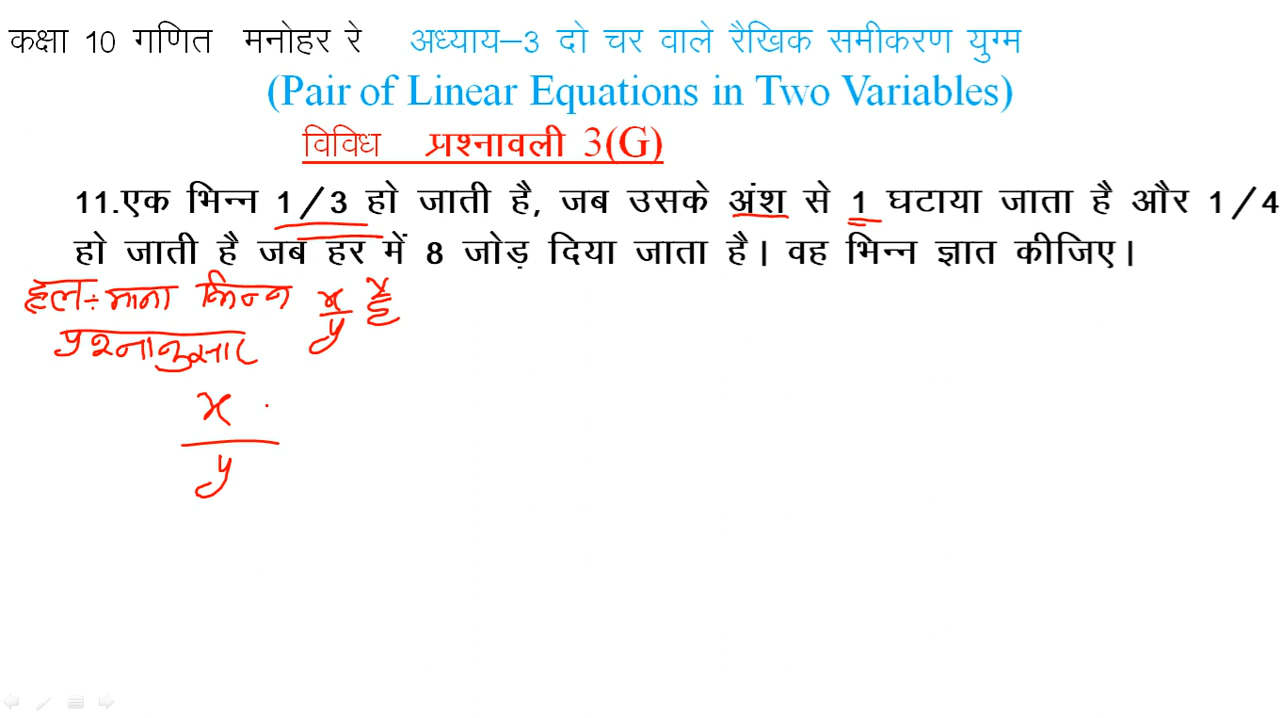 कक्षा 10 गणित मनोहर रे अध्याय–3 दो चर वाले रैखिक समीकरण युग्म
(Pair of Linear Equations in Two Variables)
विविध प्रश्नावली 3(G)
11.एक भिन्न 1/3 हो जाती है, जब उसके अंश से 1 घटाया जाता है और 1/4
हो जाती है जब हर में 8 जोड़ दिया जाता है। वह भिन्न ज्ञात कीजिए।
हल÷ माना भिन्न x/y है
प्रश्नानुसार
x
y